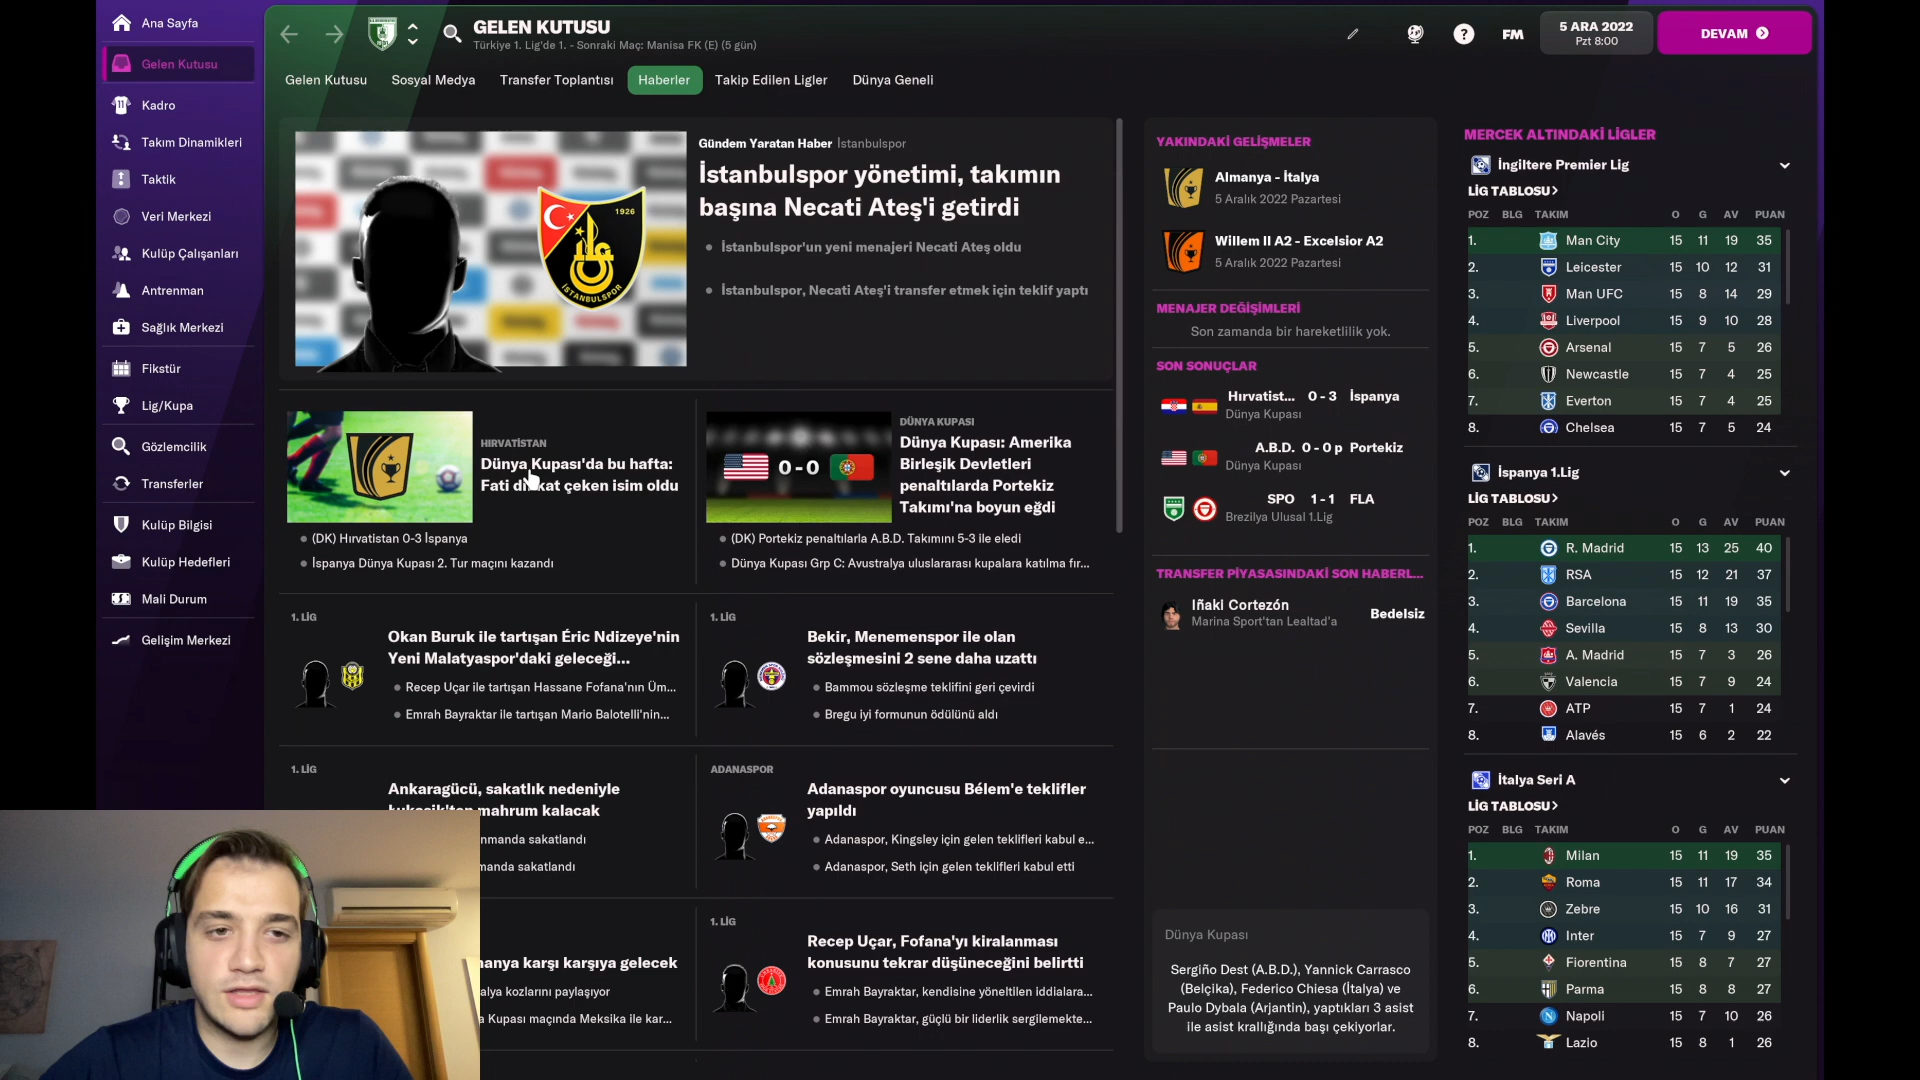 Ana Sayfa
Gelen Kutusu
Kadro
Takım Dinamikleri
Taktik
Veri Merkezi
Kulüp Çalışanları
Antrenman
Sağlık Merkezi
Fikstür
Lig/Kupa
Gözlemcilik
Transferler
Kulüp Bilgisi
Kulüp Hedefleri
Mali Durum
Gelişim Merkezi
GELEN KUTUSU
Türkiye 1. Lig'de 1. - Sonraki Maç: Manisa FK (E) (5 gün)
?
FM
5 ARA 2022
Pzt 8:00
DEVAM
Gelen Kutusu
Sosyal Medya
Transfer Toplantısı
Haberler
Takip Edilen Ligler
Dünya Geneli
1926
İSTANBULSPOR
Gündem Yaratan Haber İstanbulspor
İstanbulspor yönetimi, takımın
başına Necati Ateş'i getirdi
İstanbulspor'un yeni menajeri Necati Ateş oldu
İstanbulspor, Necati Ateş'i transfer etmek için teklif yaptı
HIRVATİSTAN
Dünya Kupası'da bu hafta:
Fati dikkat çeken isim oldu
(DK) Hırvatistan 0-3 İspanya
İspanya Dünya Kupası 2. Tur maçını kazandı
0-0
DÜNYA KUPASI
Dünya Kupası: Amerika
Birleşik Devletleri
penaltılarda Portekiz
Takımı'na boyun eğdi
(DK) Portekiz penaltılarla A.B.D. Takımını 5-3 ile eledi
Dünya Kupası Grp C: Avustralya uluslararası kupalara katılma fır...
1. LİG
Okan Buruk ile tartışan Éric Ndizeye'nin
Yeni Malatyaspor'daki geleceği...
Recep Uçar ile tartışan Hassane Fofana'nın Üm...
Emrah Bayraktar ile tartışan Mario Balotelli'nin...
1. LİG
Bekir, Menemenspor ile olan
sözleşmesini 2 sene daha uzattı
Bammou sözleşme teklifini geri çevirdi
Bregu iyi formunun ödülünü aldı
1. LİG
Ankaragücü, sakatlık nedeniyle
mahrum kalacak
nmanda sakatlandı
manda sakatlandı
ADANASPOR
Adanaspor oyuncusu Bélem'e teklifler
yapıldı
Adanaspor, Kingsley için gelen teklifleri kabul e...
Adanaspor, Seth için gelen teklifleri kabul etti
nanya karşı karşıya gelecek
alya kozlarını paylaşıyor
a Kupası maçında Meksika ile kar...
1. LİG
Recep Uçar, Fofana'yı kiralanması
konusunu tekrar düşüneceğini belirtti
Emrah Bayraktar, kendisine yöneltilen iddialara...
Emrah Bayraktar, güçlü bir liderlik sergilemekte...
YAKINDAKİ GELİŞMELER
Almanya - İtalya
5 Aralık 2022 Pazartesi
Willem II A2 - Excelsior A2
5 Aralık 2022 Pazartesi
MENAJER DEĞİŞİMLERİ
Son zamanda bir hareketlilik yok.
SON SONUÇLAR
Hırvatist... 0 - 3 İspanya
Dünya Kupası
A.B.D. 0 - 0 p Portekiz
Dünya Kupası
SPO 1 - 1 FLA
Brezilya Ulusal 1.Lig
TRANSFER PİYASASINDAKİ SON HABERL...
Iñaki Cortezón
Marina Sport'tan Lealtad'a
Bedelsiz
Dünya Kupası
Sergiño Dest (A.B.D.), Yannick Carrasco
(Belçika), Federico Chiesa (İtalya) ve
Paulo Dybala (Arjantin), yaptıkları 3 asist
ile asist krallığında başı çekiyorlar.
MERCEK ALTINDAKİ LİGLER
İngiltere Premier Lig
LİG TABLOSU>
POZ BLG TAKIM O G AV PUAN
1. Man City 15 11 19 35
2. Leicester 15 10 12 31
3. Man UFC 15 8 14 29
4. Liverpool 15 9 10 28
5. Arsenal 15 7 5 26
6. Newcastle 15 7 4 25
7. Everton 15 7 4 25
8. Chelsea 15 7 5 24
İspanya 1.Lig
LİG TABLOSU>
POZ BLG TAKIM O G AV PUAN
1. R. Madrid 15 13 25 40
2. RSA 15 12 21 37
3. Barcelona 15 11 19 35
4. Sevilla 15 8 13 30
5. A. Madrid 15 7 3 26
6. Valencia 15 7 9 24
7. ATP 15 7 1 24
8. Alavés 15 6 2 22
İtalya Seri A
LİG TABLOSU>
POZ BLG TAKIM O G AV PUAN
1. Milan 15 11 19 35
2. Roma 15 11 17 34
3. Zebre 15 10 16 31
4. Inter 15 7 9 27
5. Fiorentina 15 8 7 27
6. Parma 15 8 8 27
7. Napoli 15 7 10 26
8. Lazio 15 8 1 26